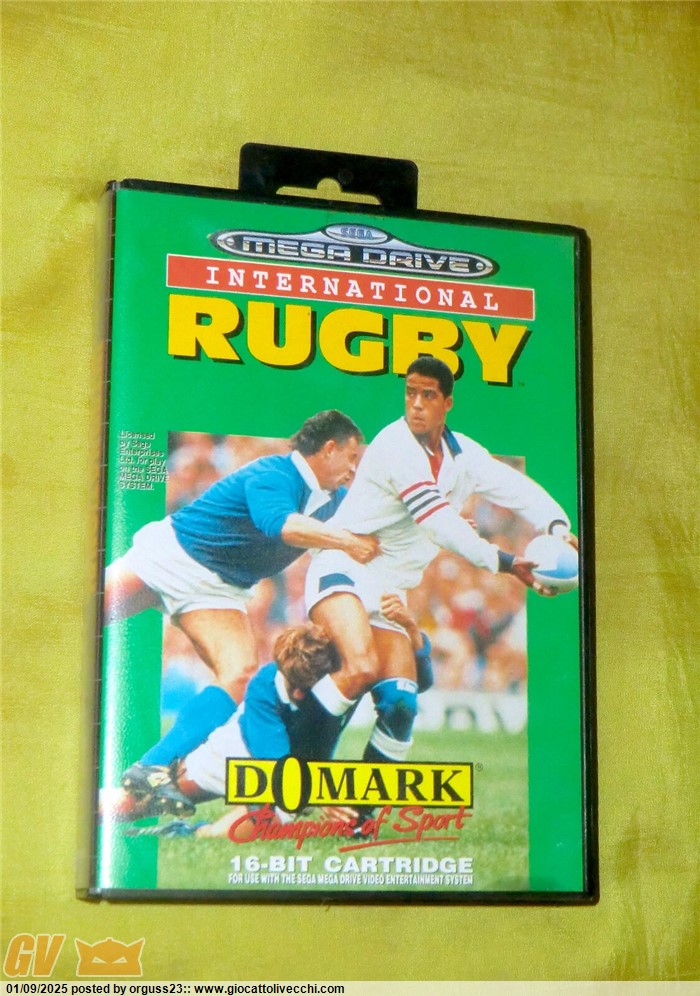 SEGA
MEGA DRIVE
INTERNATIONAL
RUGBY
™
Licensed
by Sega
Enterprises
Ltd. for play
on the SEGA
MEGA DRIVE
SYSTEM.
DOMARK®
Champions of Sport
16-BIT CARTRIDGE
FOR USE WITH THE SEGA MEGA DRIVE VIDEO ENTERTAINMENT SYSTEM
GV
01/09/2025 posted by orguss23:: www.giocattolivecchi.com